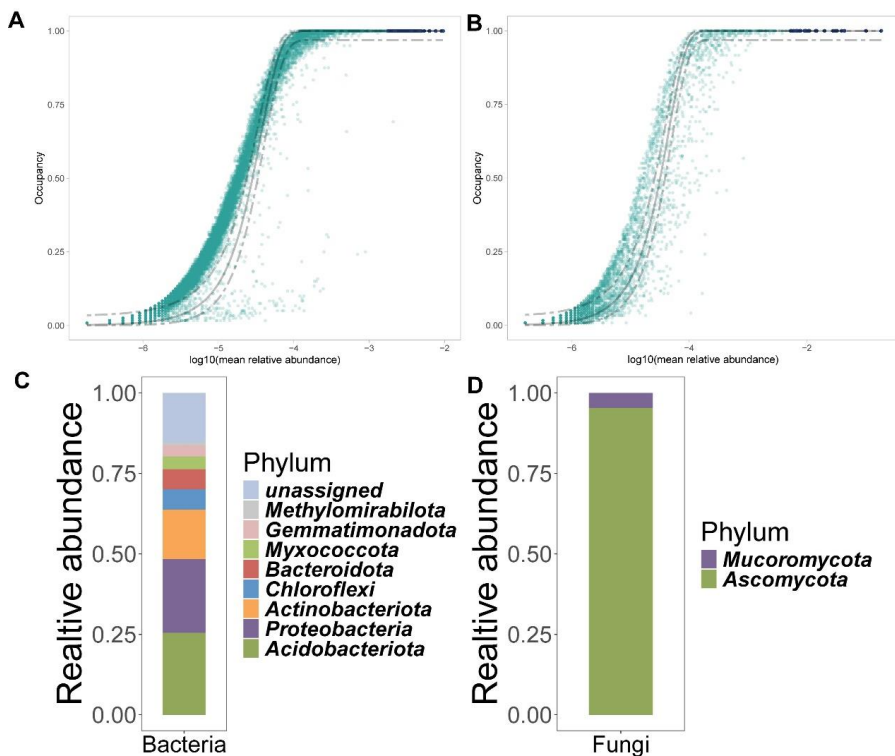 A
1.00
0.75
0.50
0.25
0.00
Occupancy
−6
−5
−4
−3
−2
log10(mean relative abundance)
B
1.00
0.75
0.50
0.25
0.00
Occupancy
−6
−4
−2
log10(mean relative abundance)
C
1.00
0.75
0.50
0.25
0.00
Realtive abundance
Bacteria
Phylum
unassigned
Methylomirabilota
Gemmatimonadota
Myxococcota
Bacteroidota
Chloroflexi
Actinobacteriota
Proteobacteria
Acidobacteriota
D
1.00
0.75
0.50
0.25
0.00
Realtive abundance
Fungi
Phylum
Mucoromycota
Ascomycota